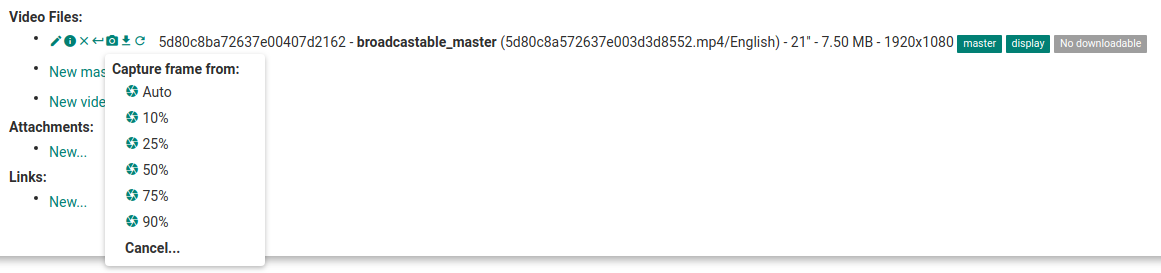 Video Files:
5d80c8ba72637e00407d2162 - broadcastable_master (5d80c8a572637e003d3d8552.mp4/English) - 21" - 7.50 MB - 1920x1080 master display No downloadable
New mas
New vide
Attachments:
New...
Links:
New...
Capture frame from:
Auto
10%
25%
50%
75%
90%
Cancel...